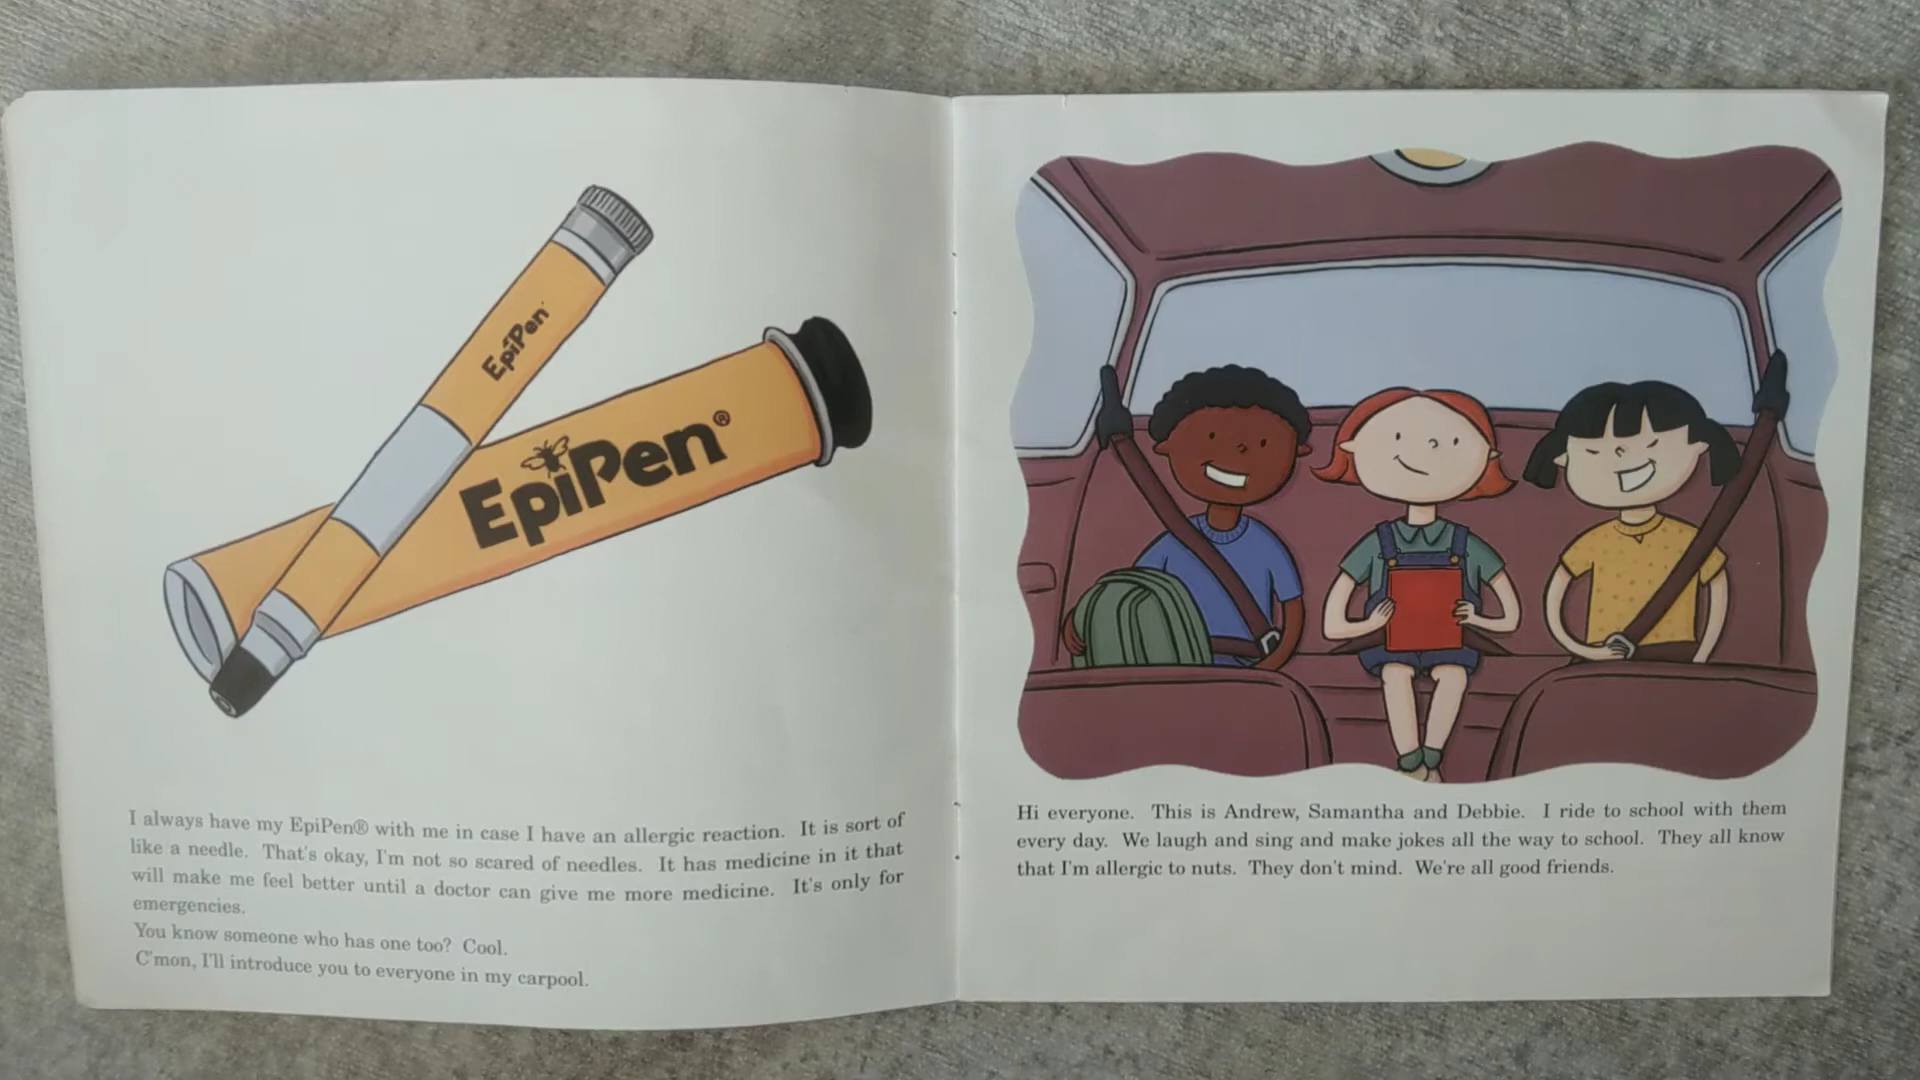 EpiPen
EpiPen®
I always have my EpiPen® with me in case I have an allergic reaction. It is sort of
like a needle. That's okay, I'm not so scared of needles. It has medicine in it that
will make me feel better until a doctor can give me more medicine. It's only for
emergencies.
You know someone who has one too? Cool.
C'mon, I'll introduce you to everyone in my carpool.
Hi everyone. This is Andrew, Samantha and Debbie. I ride to school with them
every day. We laugh and sing and make jokes all the way to school. They all know
that I'm allergic to nuts. They don't mind. We're all good friends.